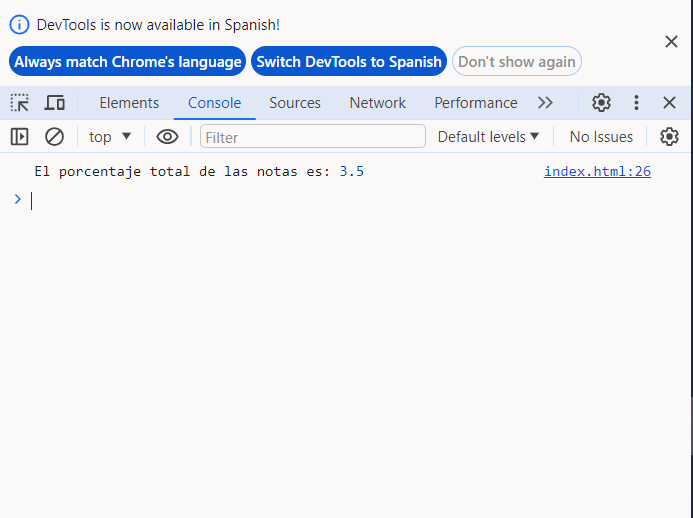 DevTools is now available in Spanish!
Always match Chrome's language Switch DevTools to Spanish Don't show again
Elements Console Sources Network Performance
top Filter Default levels No Issues
El porcentaje total de las notas es: 3.5 index.html:26